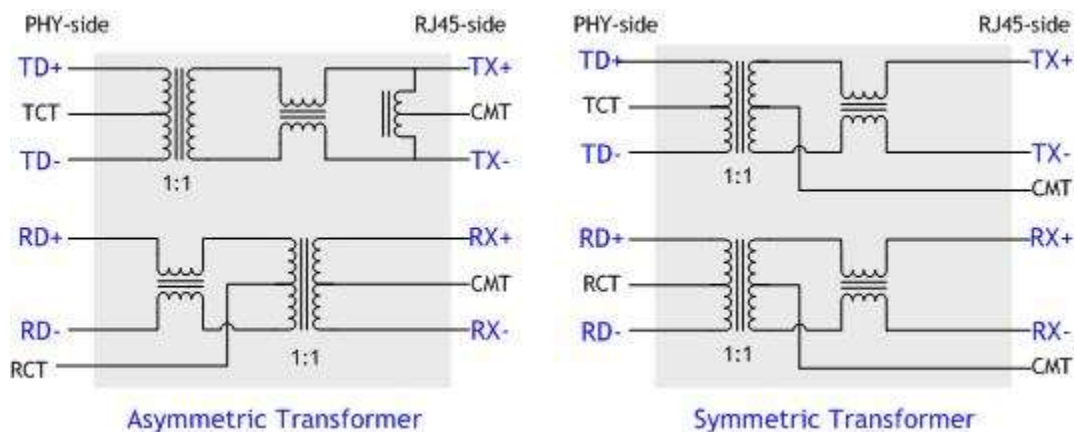 PHY-side RJ45-side
TD+ TX+
TCT CMT
TD- TX-
1:1
RD+ RX+
CMT
RD- RX-
RCT 1:1
Asymmetric Transformer
PHY-side RJ45-side
TD+ TX+
TCT
TD- TX-
1:1 CMT
RD+ RX+
RCT
RD- RX-
1:1 CMT
Symmetric Transformer